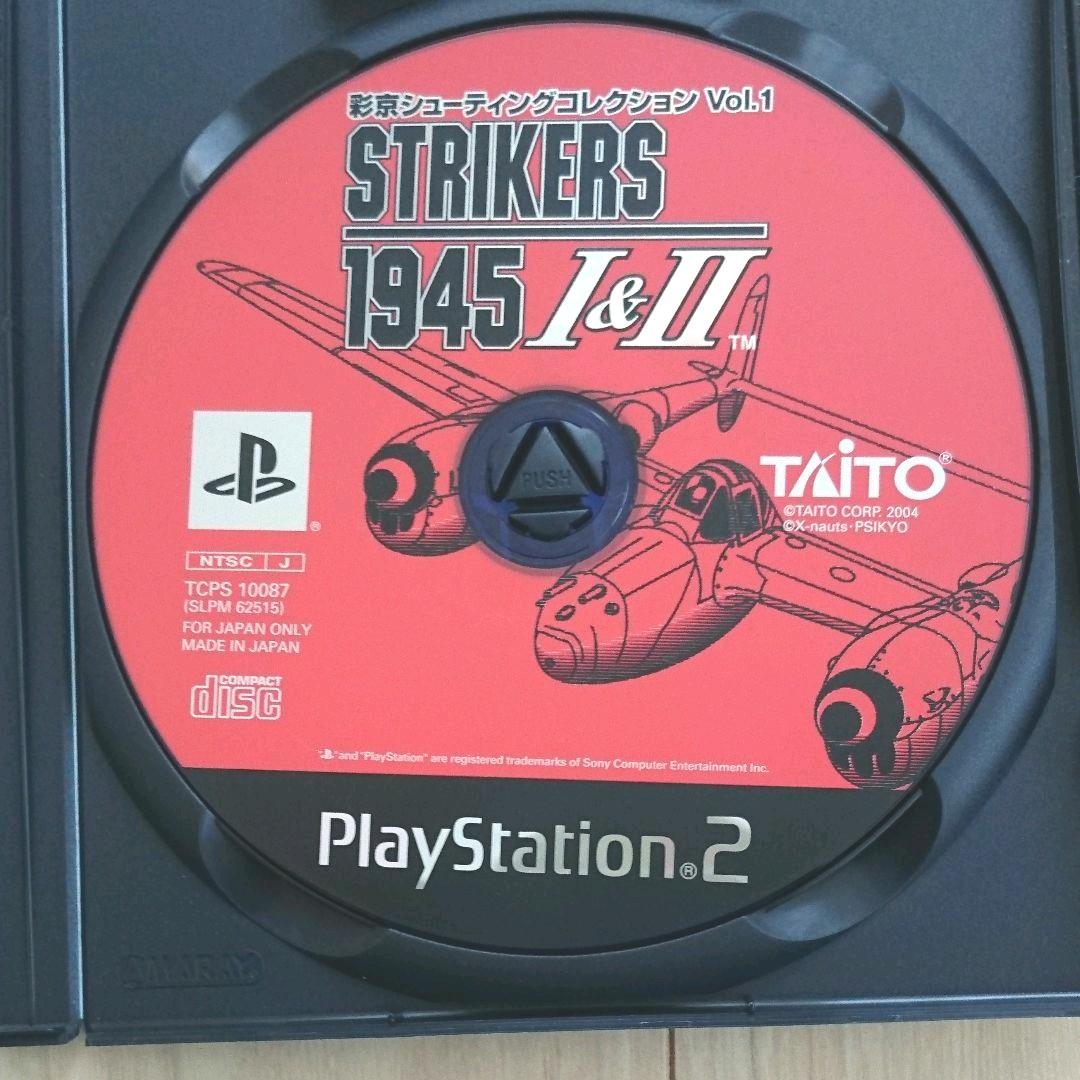 彩京シューティングコレクション Vol.1
STRIKERS
1945 I&II TM
PUSH
TAITO®
©TAITO CORP. 2004
©X-nauts・PSIKYO
®
NTSC J
TCPS 10087
(SLPM 62515)
FOR JAPAN ONLY
MADE IN JAPAN
COMPACT
disc
" " and "PlayStation" are registered trademarks of Sony Computer Entertainment Inc.
PlayStation®2
AMARAY